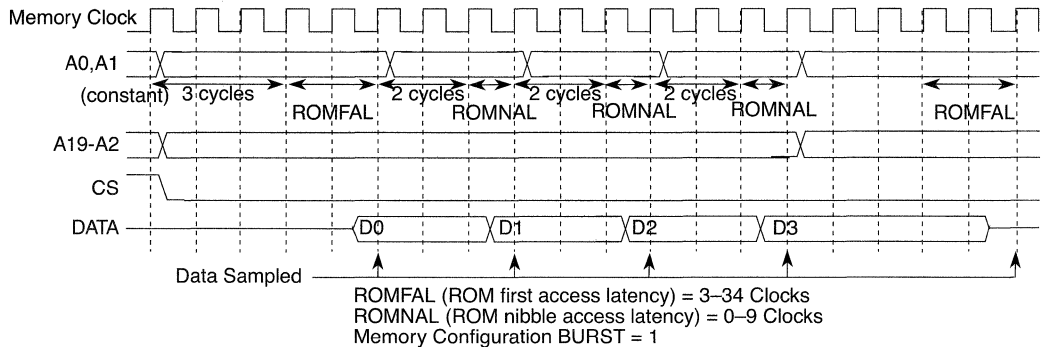 Memory Clock
A0,A1
(constant) 3 cycles 2 cycles 2 cycles 2 cycles
ROMFAL ROMNAL ROMNAL ROMNAL ROMFAL
A19-A2
CS
DATA D0 D1 D2 D3
Data Sampled
ROMFAL (ROM first access latency) = 3–34 Clocks
ROMNAL (ROM nibble access latency) = 0–9 Clocks
Memory Configuration BURST = 1